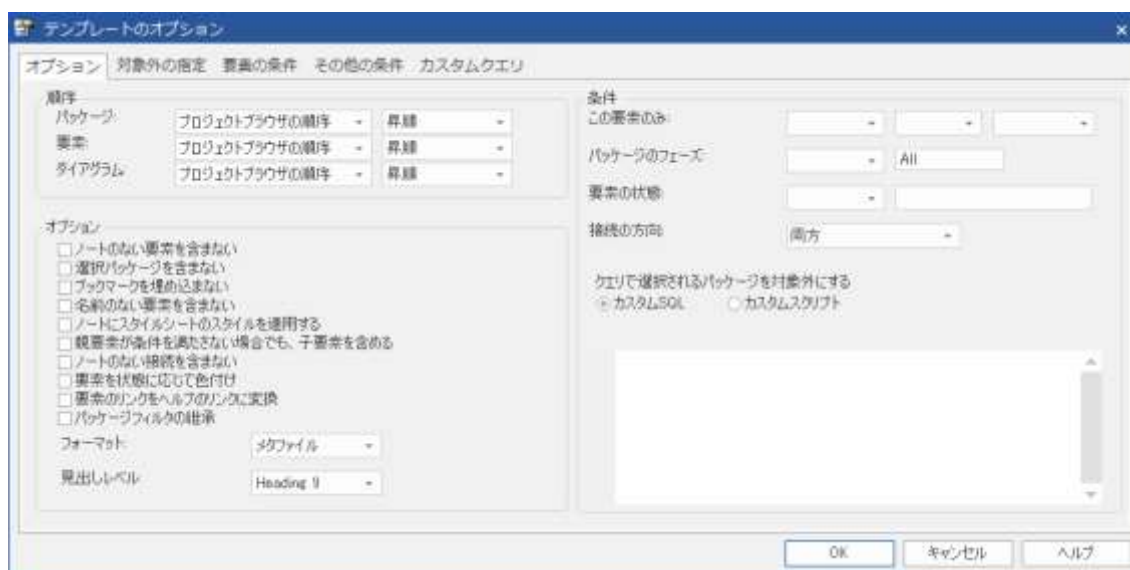 テンプレートのオプション
オプション 対象外の指定 要素の条件 その他の条件 カスタムクエリ
順序
パッケージ: プロジェクトブラウザの順序 昇順
要素: プロジェクトブラウザの順序 昇順
ダイアグラム: プロジェクトブラウザの順序 昇順
オプション
ノートのない要素を含まない
選択パッケージを含まない
ブックマークを埋め込まない
名前のない要素を含まない
ノートにスタイルシートのスタイルを適用する
親要素が条件を満たさない場合でも、子要素を含める
ノートのない接続を含まない
要素を状態に応じて色付け
要素のリンクをヘルプのリンクに変換
パッケージフィルタの継承
フォーマット: メタファイル
見出しレベル: Heading 9
条件
この要素のみ:
パッケージのフェーズ: All
要素の状態:
接続の方向: 両方
クエリで選択されるパッケージを対象外にする
カスタムSQL カスタムスクリプト
OK キャンセル ヘルプ